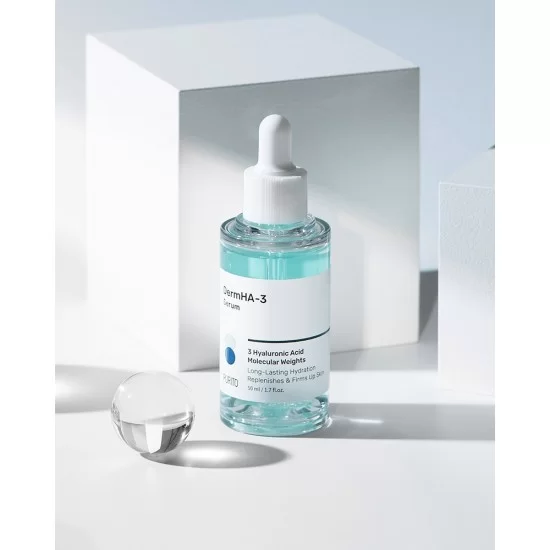 DermHA-3
Serum
3 Hyaluronic Acid
Molecular Weights
Long-Lasting Hydration
Replenishes & Firms Up Skin
50 ml / 1.7 fl.oz.
PURITO